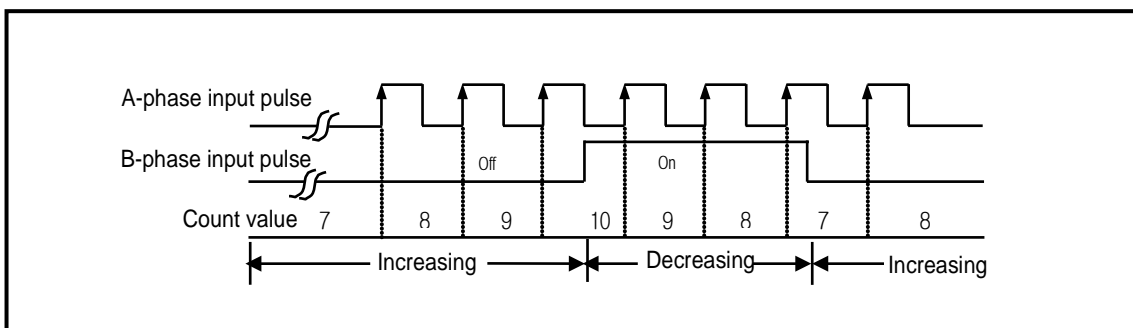 A-phase input pulse
B-phase input pulse
Off
On
Count value
7
8
9
10
9
8
7
8
Increasing
Decreasing
Increasing